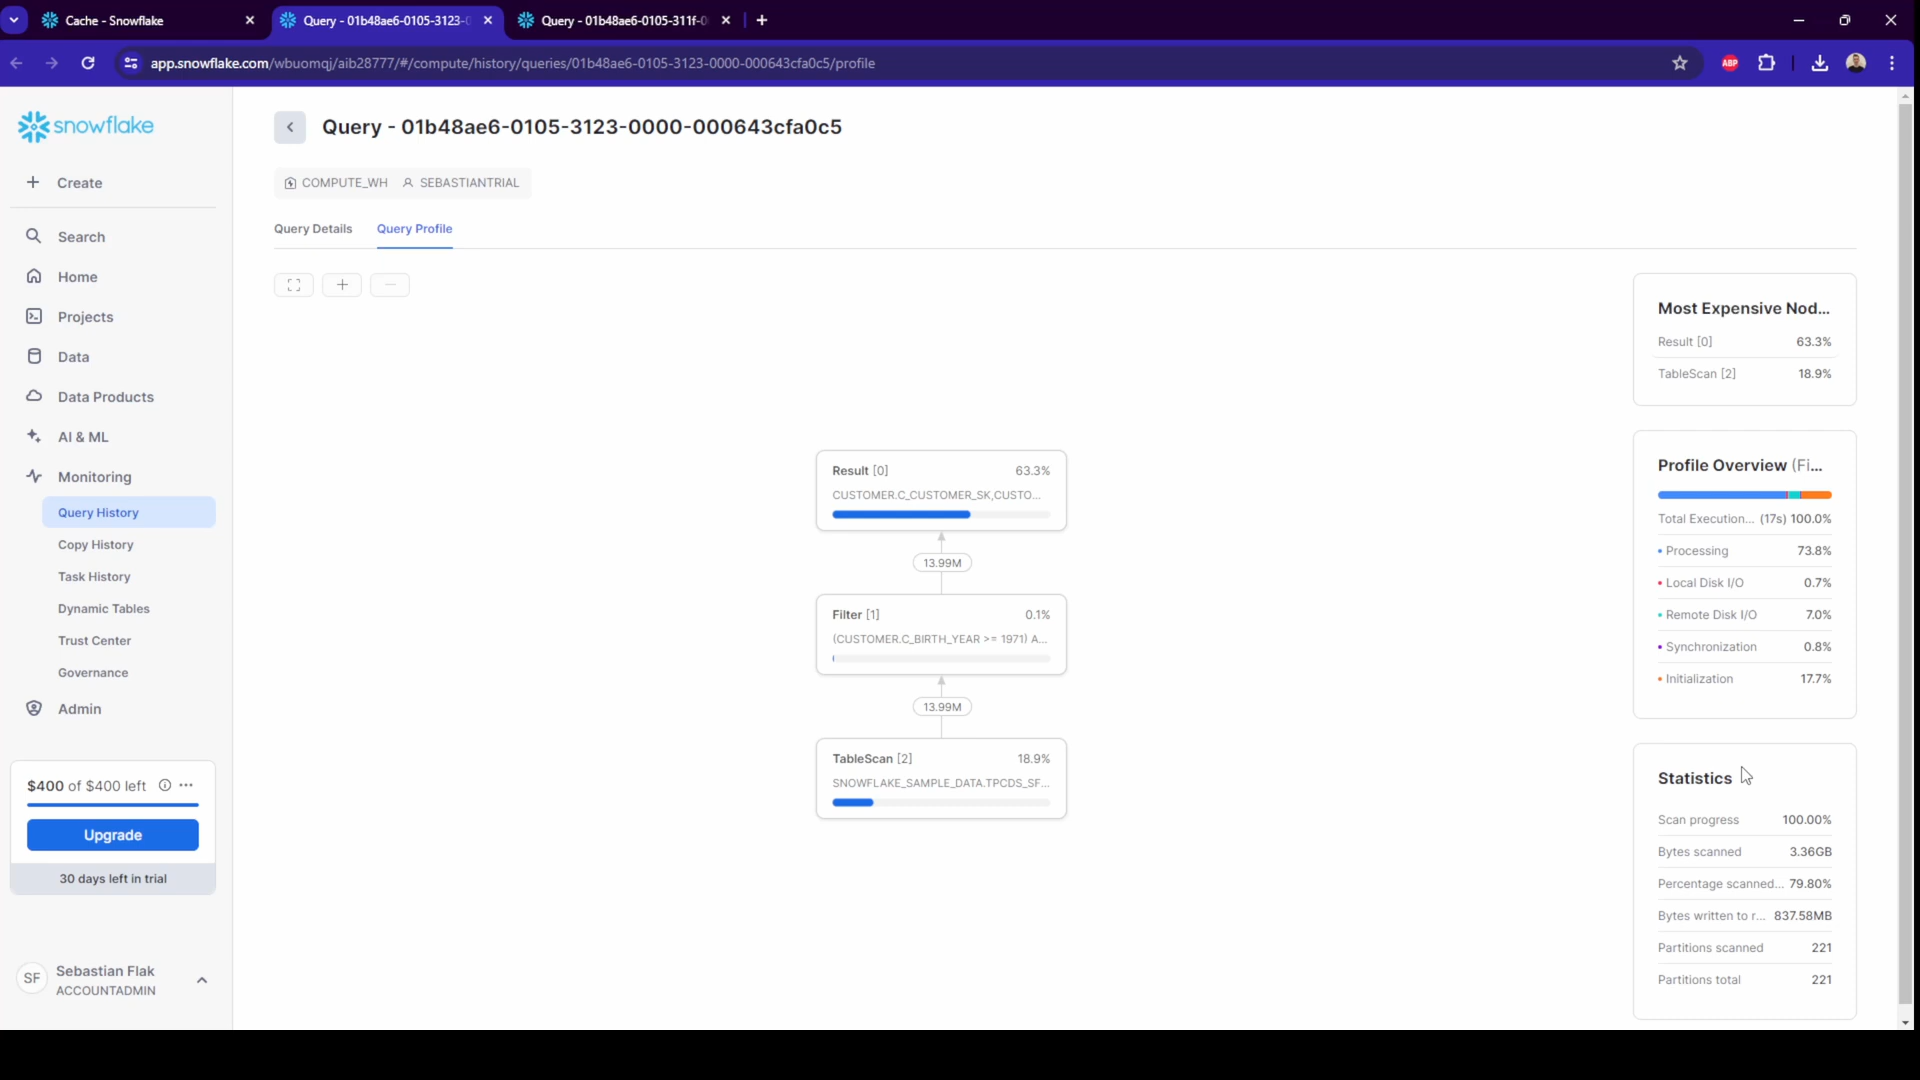 Cache - Snowflake
Query - 01b48ae6-0105-3123-0
Query - 01b48ae6-0105-311f-0
app.snowflake.com/wbuomqj/aib28777/#/compute/history/queries/01b48ae6-0105-3123-0000-000643cfa0c5/profile
ABP
snowflake
Create
Search
Home
Projects
Data
Data Products
AI & ML
Monitoring
Query History
Copy History
Task History
Dynamic Tables
Trust Center
Governance
Admin
$400 of $400 left
Upgrade
30 days left in trial
SF
Sebastian Flak
ACCOUNTADMIN
Query - 01b48ae6-0105-3123-0000-000643cfa0c5
COMPUTE_WH SEBASTIANTRIAL
Query Details Query Profile
Result [0] 63.3%
CUSTOMER.C_CUSTOMER_SK,CUSTO...
13.99M
Filter [1] 0.1%
(CUSTOMER.C_BIRTH_YEAR >= 1971) A...
13.99M
TableScan [2] 18.9%
SNOWFLAKE_SAMPLE_DATA.TPCDS_SF...
Most Expensive Nod...
Result [0] 63.3%
TableScan [2] 18.9%
Profile Overview (Fi...
Total Execution... (17s) 100.0%
Processing 73.8%
Local Disk I/O 0.7%
Remote Disk I/O 7.0%
Synchronization 0.8%
Initialization 17.7%
Statistics
Scan progress 100.00%
Bytes scanned 3.36GB
Percentage scanned... 79.80%
Bytes written to r... 837.58MB
Partitions scanned 221
Partitions total 221